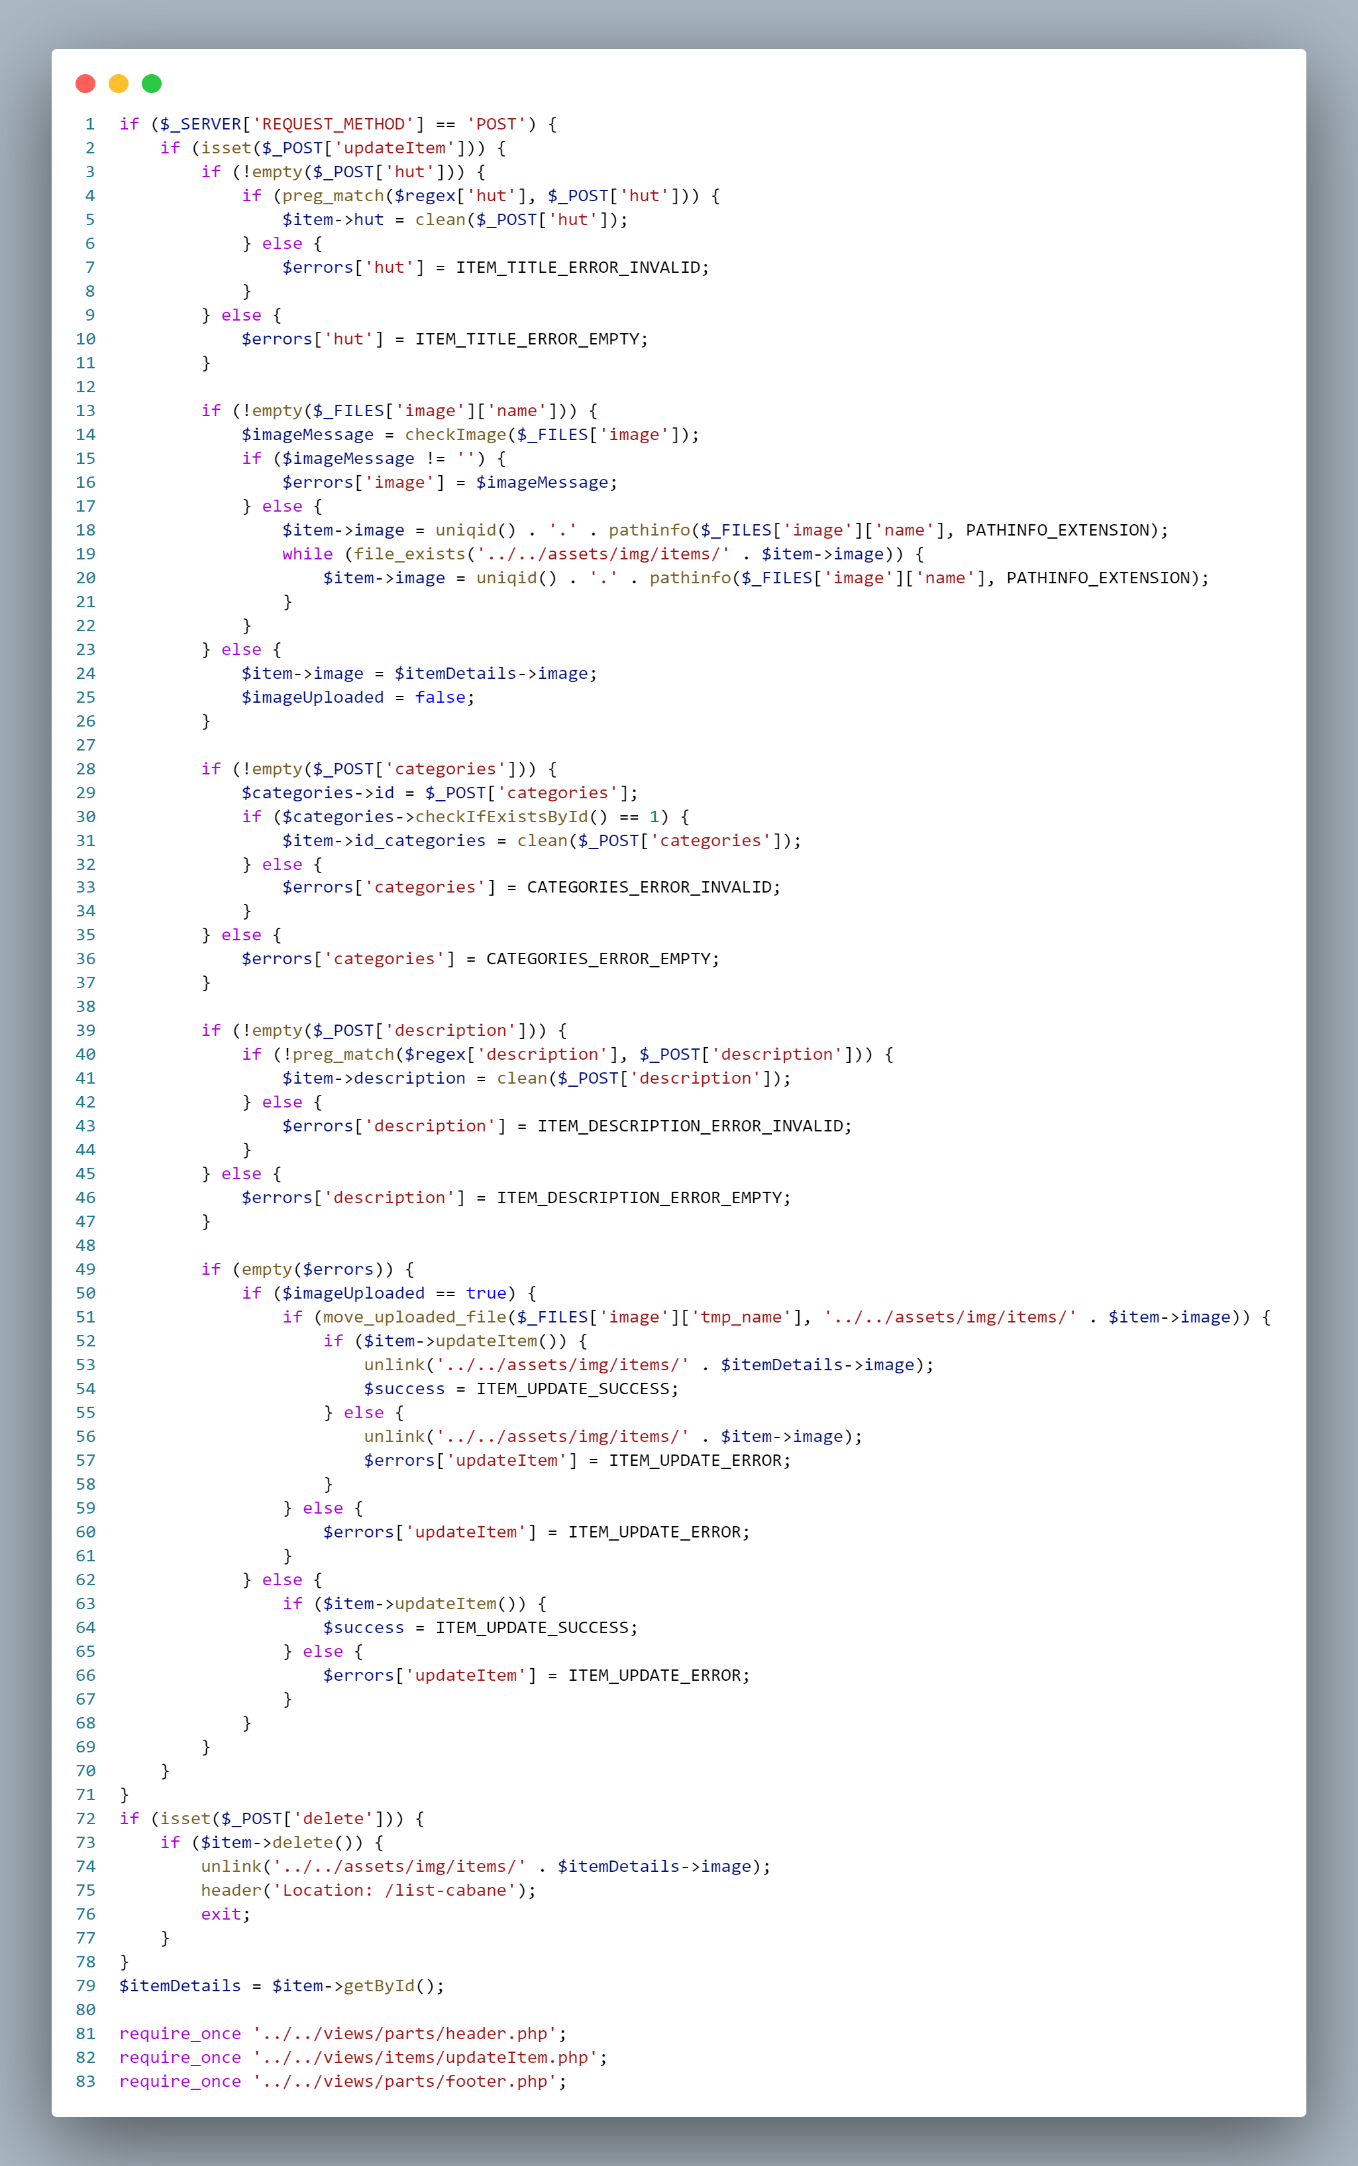 1 if ($_SERVER['REQUEST_METHOD'] == 'POST') {
2     if (isset($_POST['updateItem'])) {
3         if (!empty($_POST['hut'])) {
4             if (preg_match($regex['hut'], $_POST['hut'])) {
5                 $item->hut = clean($_POST['hut']);
6             } else {
7                 $errors['hut'] = ITEM_TITLE_ERROR_INVALID;
8             }
9         } else {
10             $errors['hut'] = ITEM_TITLE_ERROR_EMPTY;
11         }
12
13         if (!empty($_FILES['image']['name'])) {
14             $imageMessage = checkImage($_FILES['image']);
15             if ($imageMessage != '') {
16                 $errors['image'] = $imageMessage;
17             } else {
18                 $item->image = uniqid() . '.' . pathinfo($_FILES['image']['name'], PATHINFO_EXTENSION);
19                 while (file_exists('../../assets/img/items/' . $item->image)) {
20                     $item->image = uniqid() . '.' . pathinfo($_FILES['image']['name'], PATHINFO_EXTENSION);
21                 }
22             }
23         } else {
24             $item->image = $itemDetails->image;
25             $imageUploaded = false;
26         }
27
28         if (!empty($_POST['categories'])) {
29             $categories->id = $_POST['categories'];
30             if ($categories->checkIfExistsById() == 1) {
31                 $item->id_categories = clean($_POST['categories']);
32             } else {
33                 $errors['categories'] = CATEGORIES_ERROR_INVALID;
34             }
35         } else {
36             $errors['categories'] = CATEGORIES_ERROR_EMPTY;
37         }
38
39         if (!empty($_POST['description'])) {
40             if (!preg_match($regex['description'], $_POST['description'])) {
41                 $item->description = clean($_POST['description']);
42             } else {
43                 $errors['description'] = ITEM_DESCRIPTION_ERROR_INVALID;
44             }
45         } else {
46             $errors['description'] = ITEM_DESCRIPTION_ERROR_EMPTY;
47         }
48
49         if (empty($errors)) {
50             if ($imageUploaded == true) {
51                 if (move_uploaded_file($_FILES['image']['tmp_name'], '../../assets/img/items/' . $item->image)) {
52                     if ($item->updateItem()) {
53                         unlink('../../assets/img/items/' . $itemDetails->image);
54                         $success = ITEM_UPDATE_SUCCESS;
55                     } else {
56                         unlink('../../assets/img/items/' . $item->image);
57                         $errors['updateItem'] = ITEM_UPDATE_ERROR;
58                     }
59                 } else {
60                     $errors['updateItem'] = ITEM_UPDATE_ERROR;
61                 }
62             } else {
63                 if ($item->updateItem()) {
64                     $success = ITEM_UPDATE_SUCCESS;
65                 } else {
66                     $errors['updateItem'] = ITEM_UPDATE_ERROR;
67                 }
68             }
69         }
70     }
71 }
72 if (isset($_POST['delete'])) {
73     if ($item->delete()) {
74         unlink('../../assets/img/items/' . $itemDetails->image);
75         header('Location: /list-cabane');
76         exit;
77     }
78 }
79 $itemDetails = $item->getById();
80
81 require_once '../../views/parts/header.php';
82 require_once '../../views/items/updateItem.php';
83 require_once '../../views/parts/footer.php';